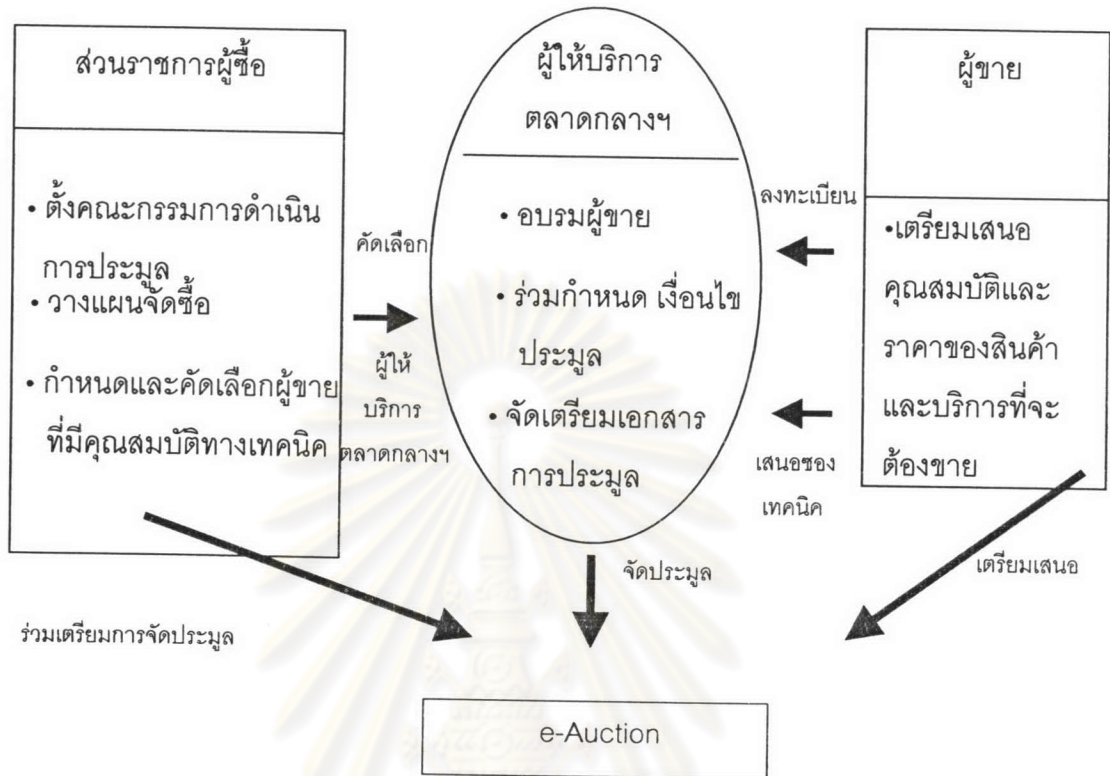 ส่วนราชการผู้ซื้อ
• ตั้งคณะกรรมการดำเนิน
การประมูล
• วางแผนจัดซื้อ
• กำหนดและคัดเลือกผู้ขาย
ที่มีคุณสมบัติทางเทคนิค
คัดเลือก
ผู้ให้
บริการ
ตลาดกลางฯ
ผู้ให้บริการ
ตลาดกลางฯ
• อบรมผู้ขาย
• ร่วมกำหนด เงื่อนไข
ประมูล
• จัดเตรียมเอกสาร
การประมูล
ลงทะเบียน
เสนอซอง
เทคนิค
ผู้ขาย
•เตรียมเสนอ
คุณสมบัติและ
ราคาของสินค้า
และบริการที่จะ
ต้องขาย
ร่วมเตรียมการจัดประมูล
จัดประมูล
เตรียมเสนอ
e-Auction